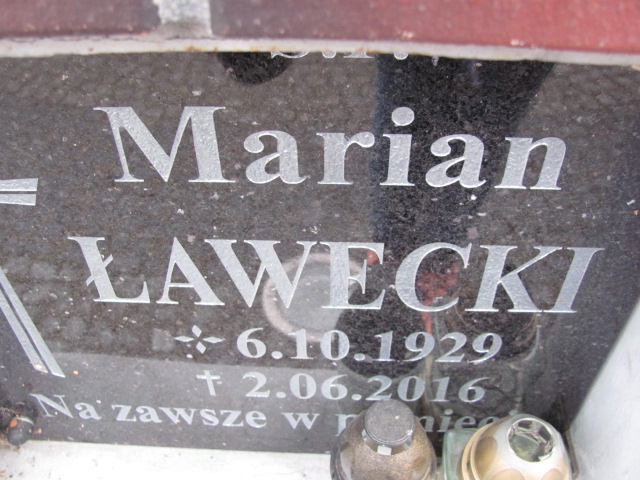 Marian
ŁAWECKI
6.10.1929
† 2.06.2016
Na zawsze w